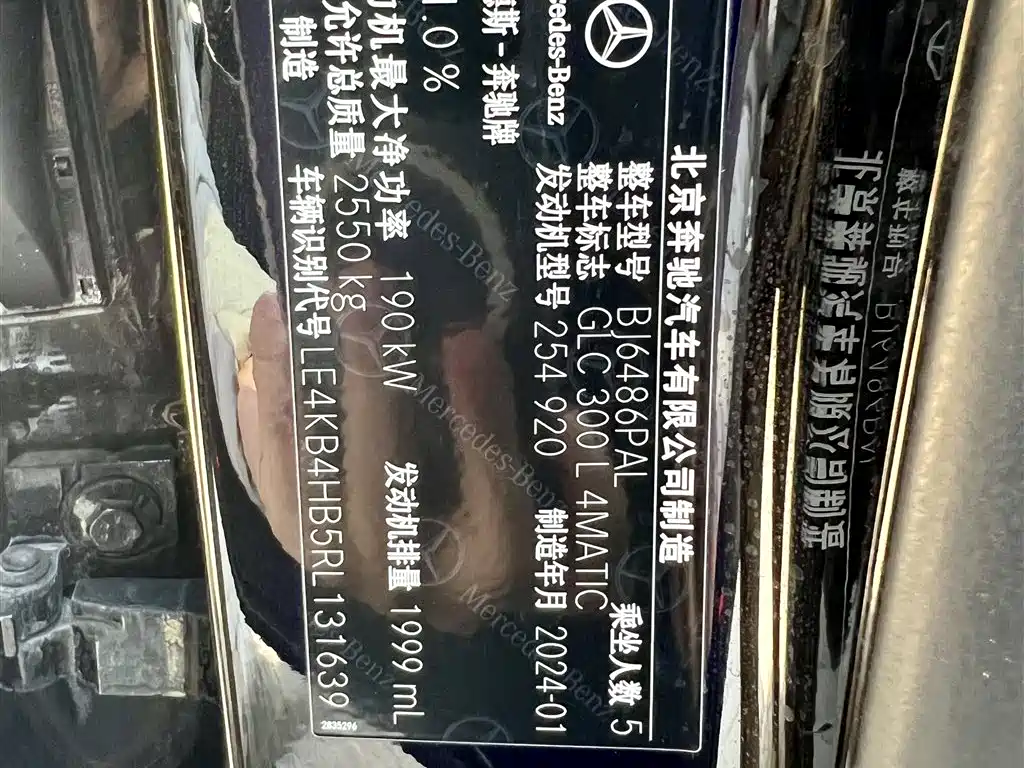 北京奔驰汽车有限公司制造
整车型号 BJ6486PAL 乘坐人数 5
整车标志 GLC 300 L 4MATIC
Mercedes-Benz 发动机型号 254 920 制造年月 2024-01
斯-奔驰牌
1.0 %
机最大净功率 190 kW 发动机排量 1999 mL
允许总质量 2550 kg
制造 车辆识别代号 LE4KB4HB5RL131639
2835296